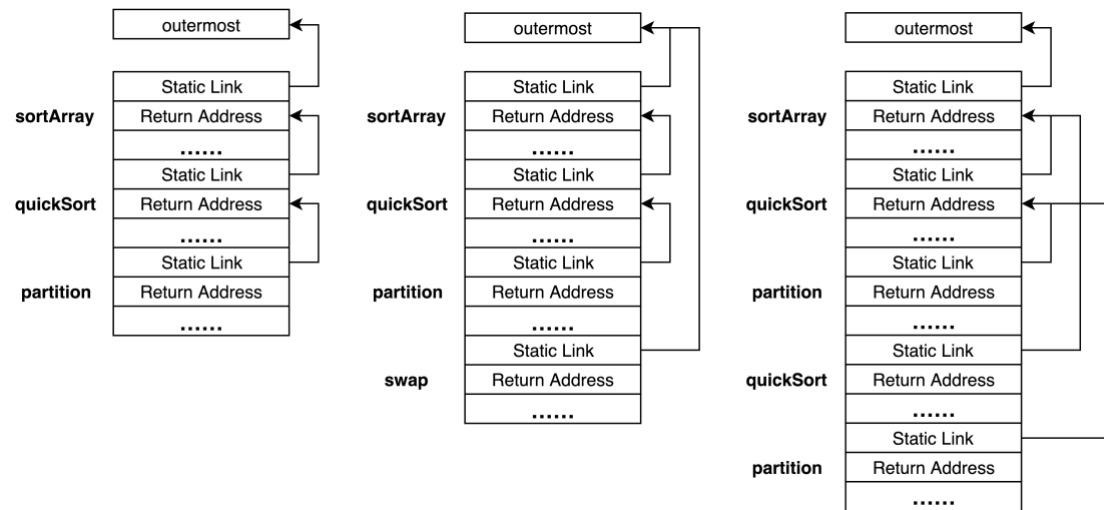 outermost
Static Link
sortArray Return Address
......
Static Link
quickSort Return Address
......
Static Link
partition Return Address
......
outermost
Static Link
sortArray Return Address
......
Static Link
quickSort Return Address
......
Static Link
partition Return Address
......
Static Link
swap Return Address
......
outermost
Static Link
sortArray Return Address
......
Static Link
quickSort Return Address
......
Static Link
partition Return Address
......
Static Link
quickSort Return Address
......
Static Link
partition Return Address
......